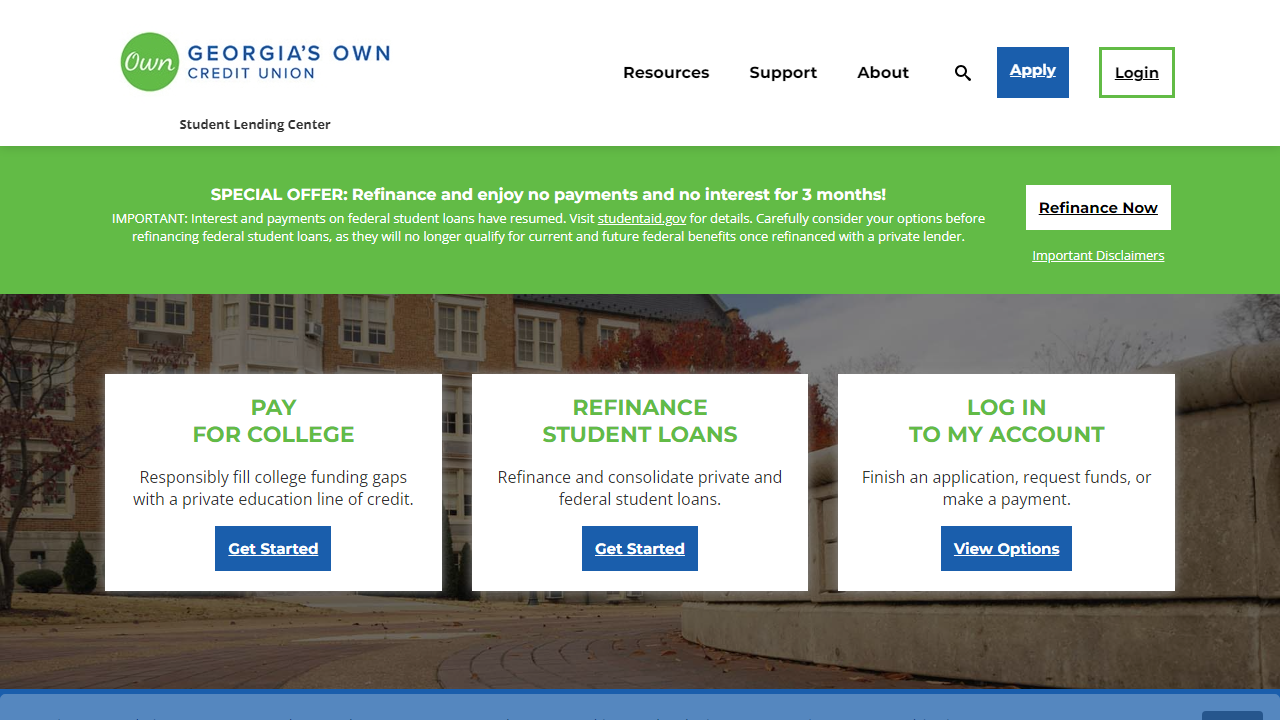 Own
GEORGIA'S OWN
CREDIT UNION
Student Lending Center
Resources
Support
About
Apply
Login
SPECIAL OFFER: Refinance and enjoy no payments and no interest for 3 months!
IMPORTANT: Interest and payments on federal student loans have resumed. Visit studentaid.gov for details. Carefully consider your options before
refinancing federal student loans, as they will no longer qualify for current and future federal benefits once refinanced with a private lender.
Refinance Now
Important Disclaimers
PAY
FOR COLLEGE
Responsibly fill college funding gaps
with a private education line of credit.
Get Started
REFINANCE
STUDENT LOANS
Refinance and consolidate private and
federal student loans.
Get Started
LOG IN
TO MY ACCOUNT
Finish an application, request funds, or
make a payment.
View Options